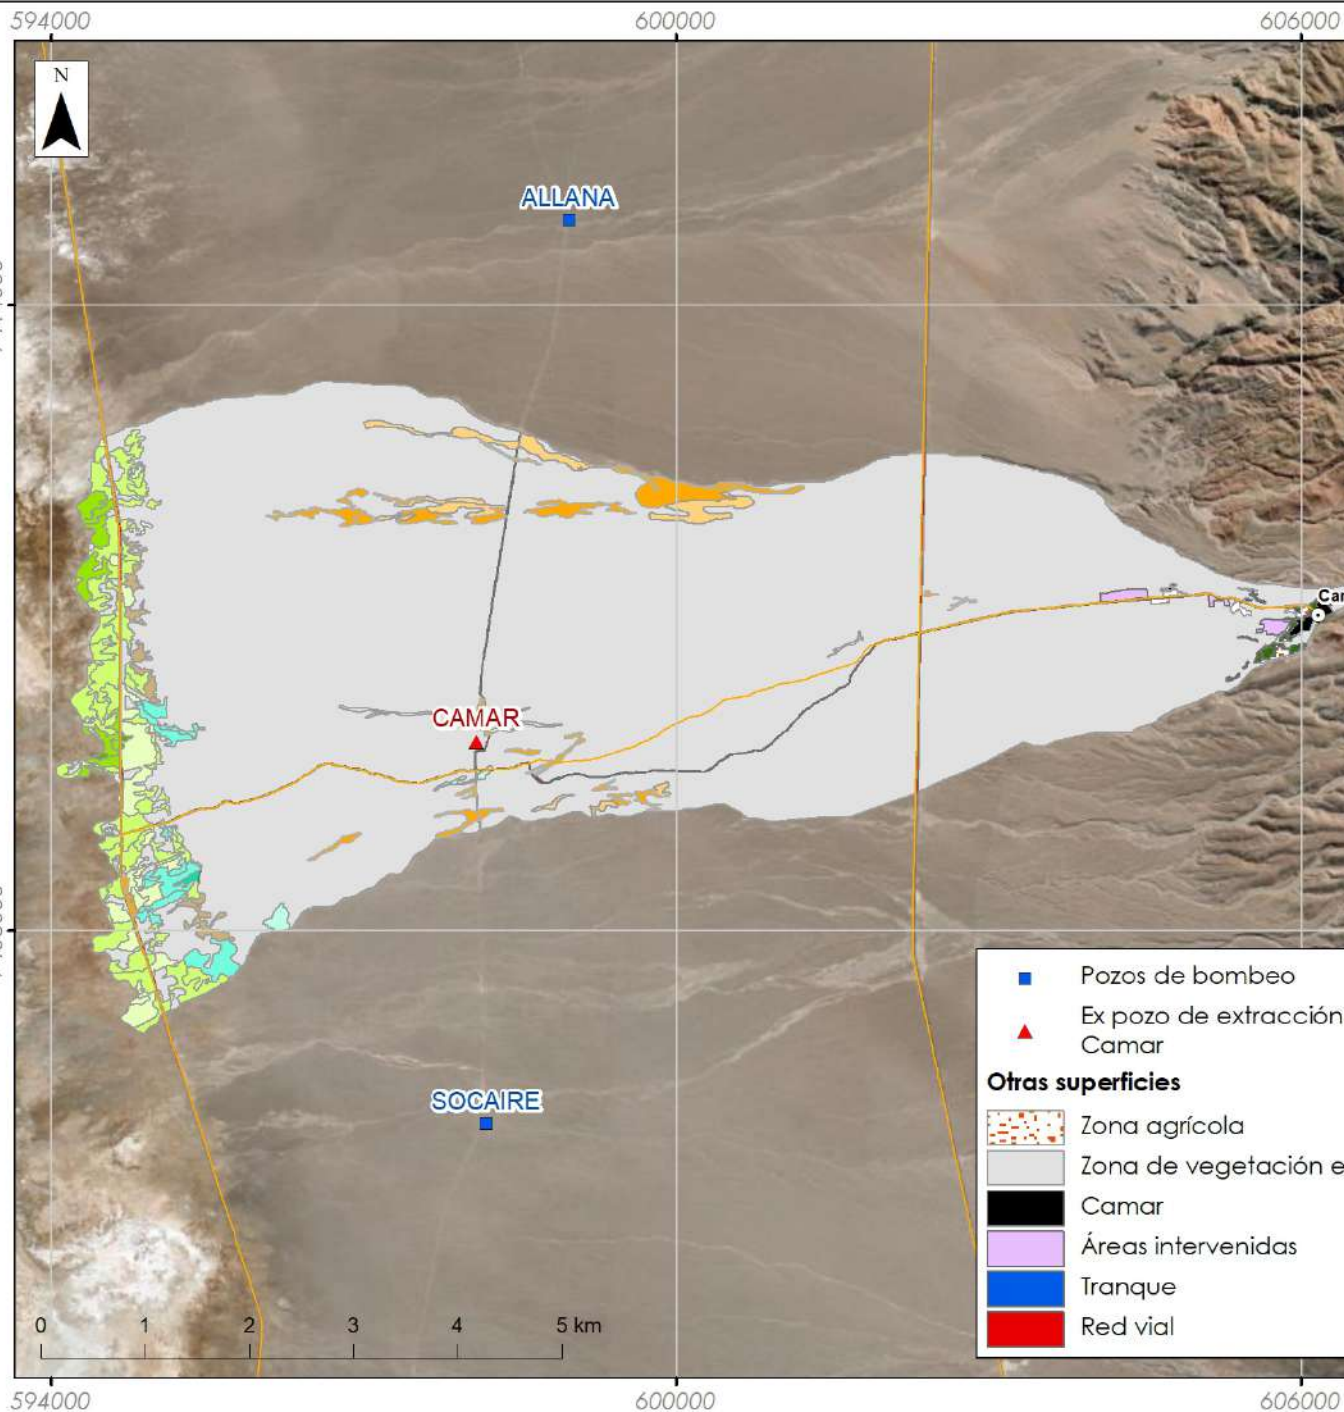 594000 600000 606000
N
ALLANA
CAMAR
SOCAIRE
Pozos de bombeo
Ex pozo de extracción
Camar
Otras superficies
Zona agrícola
Zona de vegetación e
Camar
Áreas intervenidas
Tranque
Red vial
0 1 2 3 4 5 km
594000 600000 606000